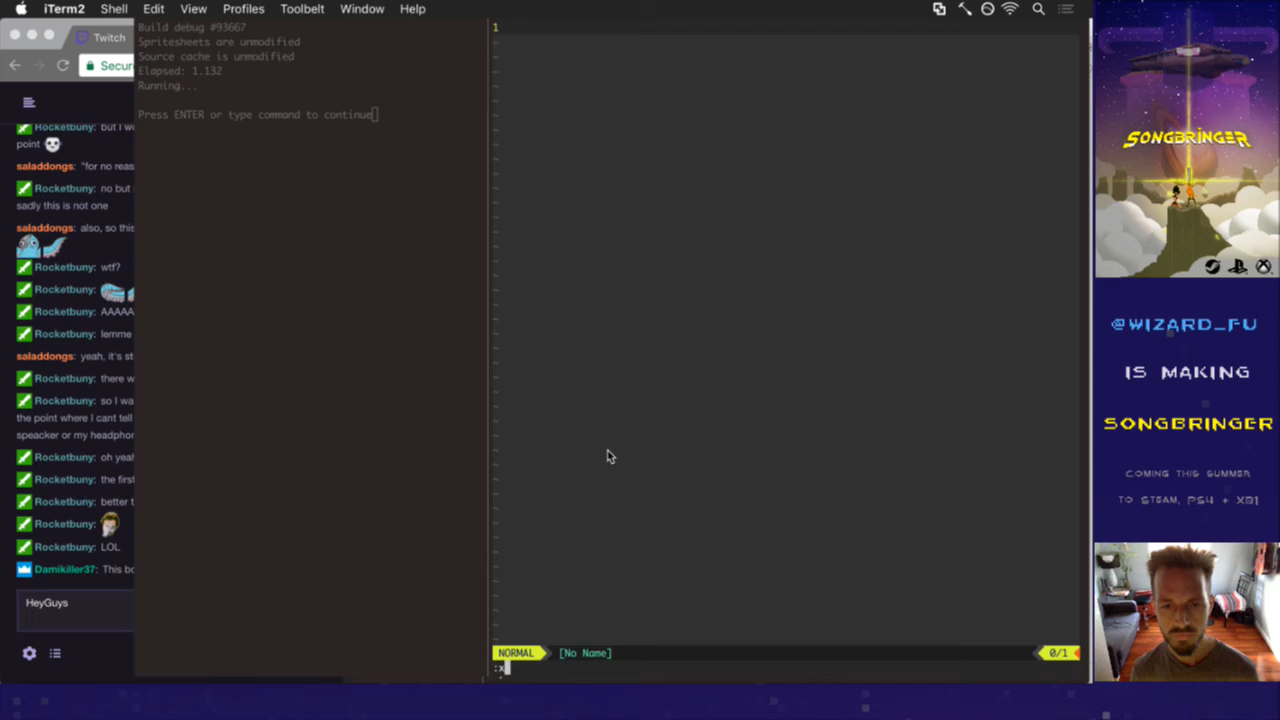 iTerm2 Shell Edit View Profiles Toolbelt Window Help
Twitch
Secur
Rocketbuny: but I wo
point
saladdongs: "for no reas
Rocketbuny: no but
sadly this is not one
saladdongs: also, so this
Rocketbuny: wtf?
Rocketbuny:
Rocketbuny: AAAAA
Rocketbuny: lemme
saladdongs: yeah, it's st
Rocketbuny: there w
Rocketbuny: so I wa
the point where I cant tell
speacker or my headphor
Rocketbuny: oh yeah
Rocketbuny: the first
Rocketbuny: better t
Rocketbuny:
Rocketbuny: LOL
Damikiller37: This bo
HeyGuys
Build debug #93667
Spritesheets are unmodified
Source cache is unmodified
Elapsed: 1.132
Running...
Press ENTER or type command to continue
1
NORMAL [No Name] 0/1
:x
SONGBRINGER
@WIZARD_FU
IS MAKING
SONGBRINGER
COMING THIS SUMMER
TO STEAM, PS4 + XB1